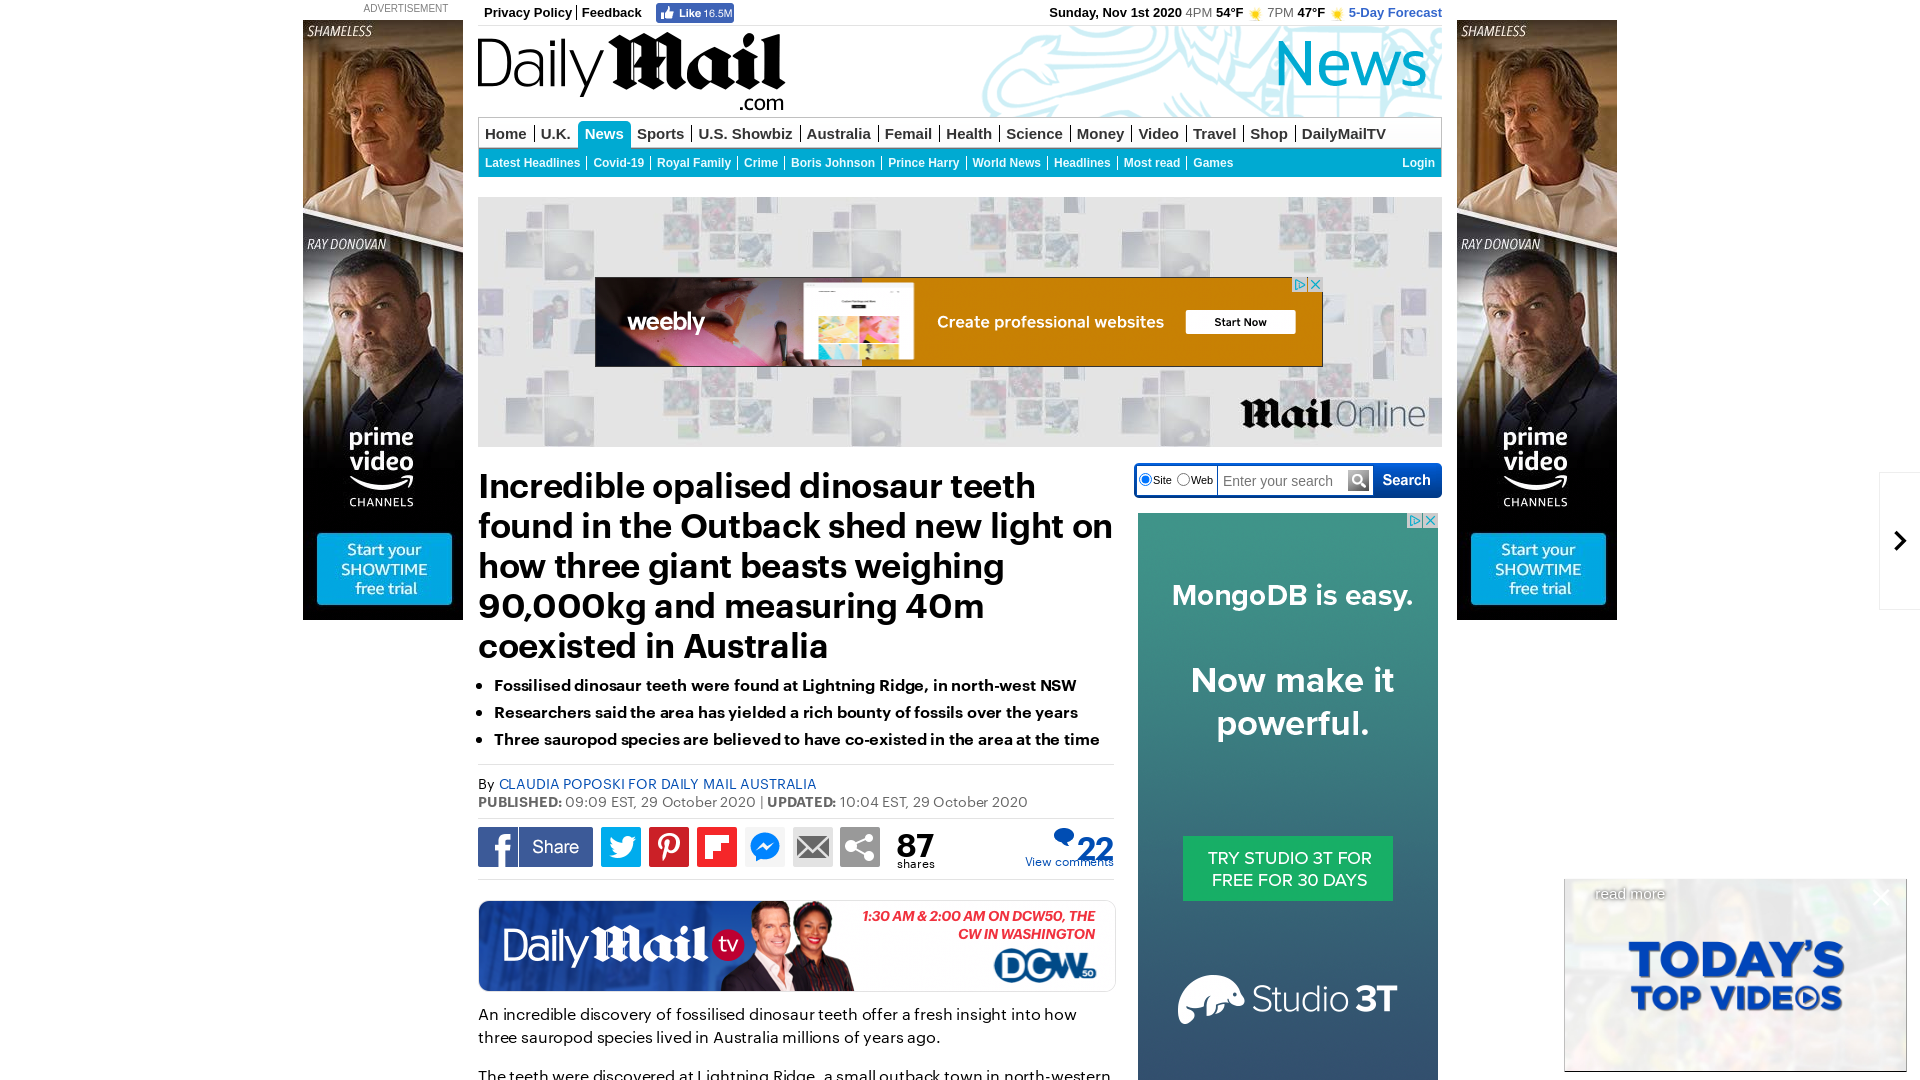 ADVERTISEMENT
Privacy Policy Feedback Like 16.5M
Sunday, Nov 1st 2020 4PM 54°F 7PM 47°F 5-Day Forecast
Daily Mail .com
News
Home U.K. News Sports U.S. Showbiz Australia Femail Health Science Money Video Travel Shop DailyMailTV
Latest Headlines Covid-19 Royal Family Crime Boris Johnson Prince Harry World News Headlines Most read Games Login
SHAMELESS
RAY DONOVAN
prime
video
CHANNELS
Start your
SHOWTIME
free trial
weebly
Create professional websites
Start Now
Mail Online
SHAMELESS
RAY DONOVAN
prime
video
CHANNELS
Start your
SHOWTIME
free trial
Incredible opalised dinosaur teeth
found in the Outback shed new light on
how three giant beasts weighing
90,000kg and measuring 40m
coexisted in Australia
Fossilised dinosaur teeth were found at Lightning Ridge, in north-west NSW
Researchers said the area has yielded a rich bounty of fossils over the years
Three sauropod species are believed to have co-existed in the area at the time
By CLAUDIA POPOSKI FOR DAILY MAIL AUSTRALIA
PUBLISHED: 09:09 EST, 29 October 2020 | UPDATED: 10:04 EST, 29 October 2020
Share
87
shares
22
View comments
Daily Mail tv
1:30 AM & 2:00 AM ON DCW50, THE
CW IN WASHINGTON
DCW 50
An incredible discovery of fossilised dinosaur teeth offer a fresh insight into how
three sauropod species lived in Australia millions of years ago.
The teeth were discovered at Lightning Ridge, a small outback town in north-western
Site Web Enter your search Search
MongoDB is easy.
Now make it
powerful.
TRY STUDIO 3T FOR
FREE FOR 30 DAYS
Studio 3T
read more
TODAY'S
TOP VIDEOS